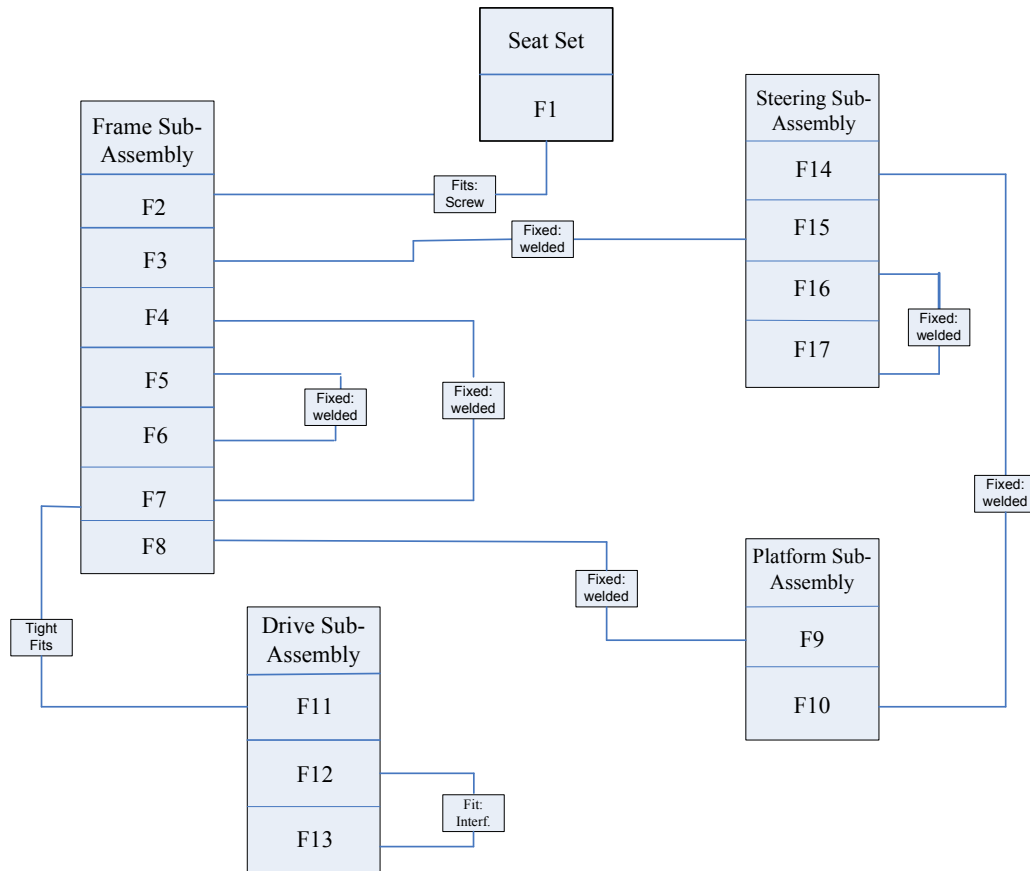 Seat Set
F1
Frame Sub-
Assembly
F2
F3
F4
F5
F6
F7
F8
Fits:
Screw
Fixed:
welded
Fixed:
welded
Fixed:
welded
Steering Sub-
Assembly
F14
F15
F16
F17
Fixed:
welded
Fixed:
welded
Platform Sub-
Assembly
F9
F10
Fixed:
welded
Tight
Fits
Drive Sub-
Assembly
F11
F12
F13
Fit:
Interf.